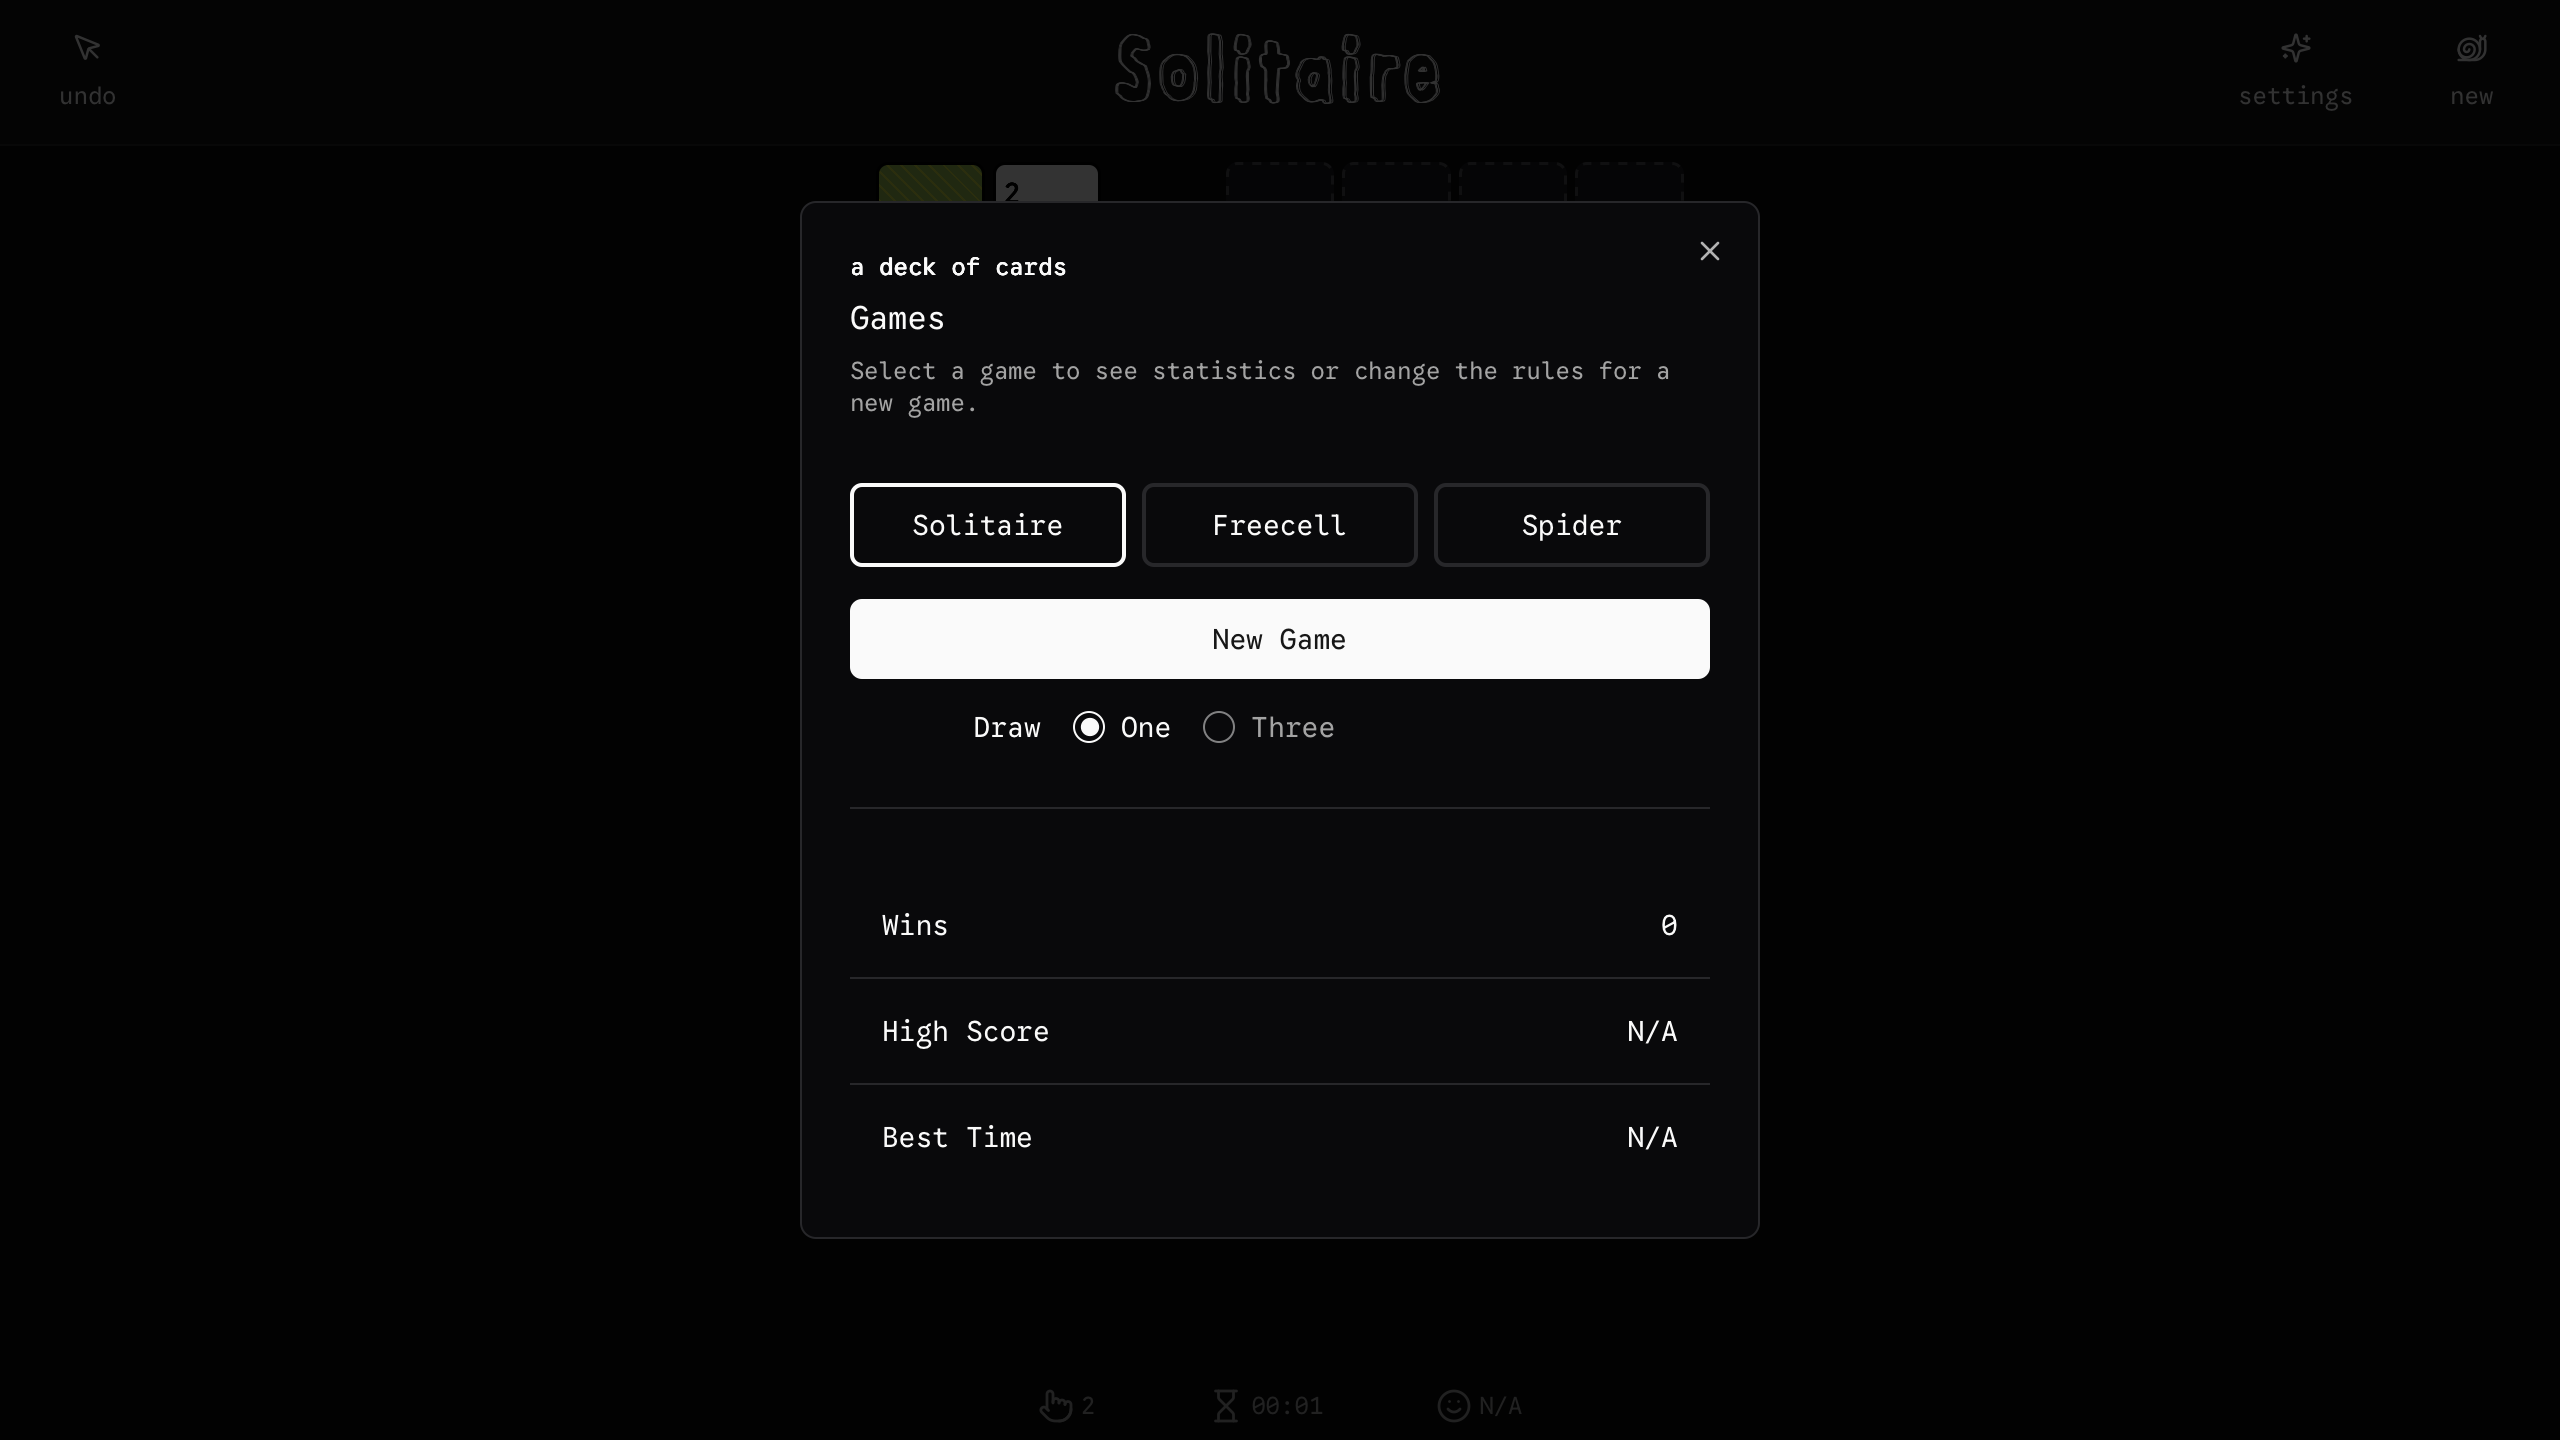 undo
Solitaire
settings
new
2
a deck of cards
Games
Select a game to see statistics or change the rules for a
new game.
Solitaire
Freecell
Spider
New Game
Draw One Three
Wins 0
High Score N/A
Best Time N/A
2 00:01 N/A